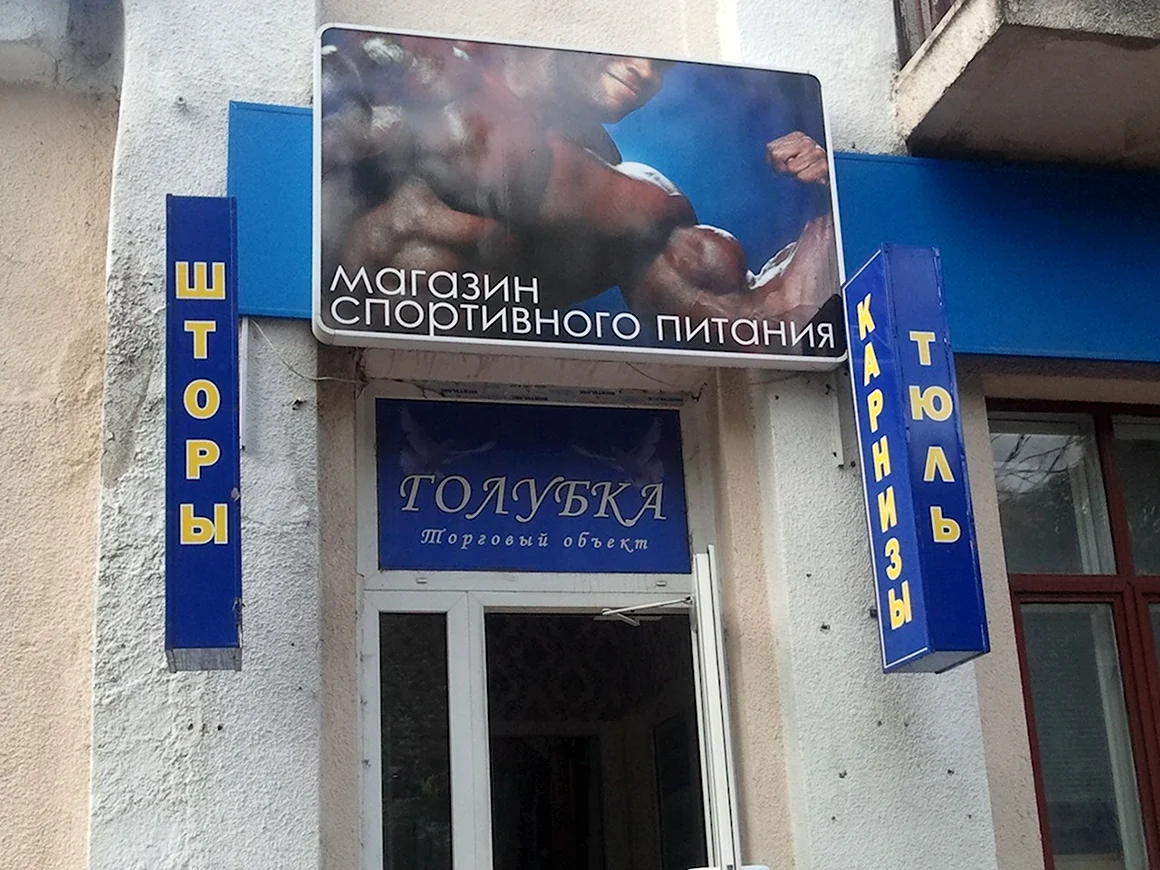 магазин
спортивного питания
ШТОРЫ
КАРНИЗЫ
ТЮЛЬ
ГОЛУБКА
Торговый объект